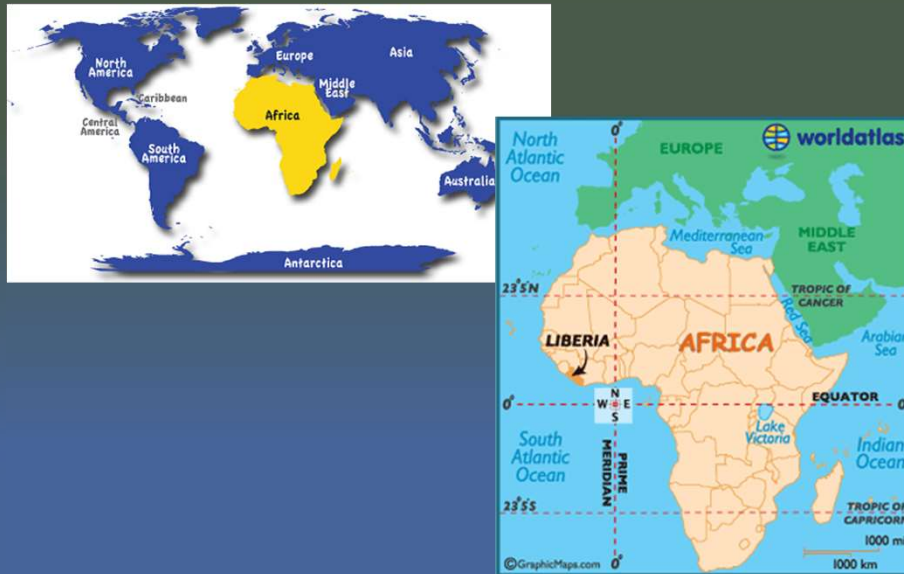 North
America
Caribbean
Central
America
South
America
Europe
Asia
Middle
East
Africa
Australia
Antarctica
0°
North
Atlantic
Ocean
EUROPE
worldatlas
Mediterranean
Sea
MIDDLE
EAST
23°5'N
TROPIC OF
CANCER
Red Sea
Arabian
Sea
LIBERIA
AFRICA
N
W E
S
0°
EQUATOR
0°
Lake
Victoria
South
Atlantic
Ocean
PRIME
MERIDIAN
Indian
Ocean
23°5'S
TROPIC OF
CAPRICORN
1000 mi
1000 km
©GraphicMaps.com
0°